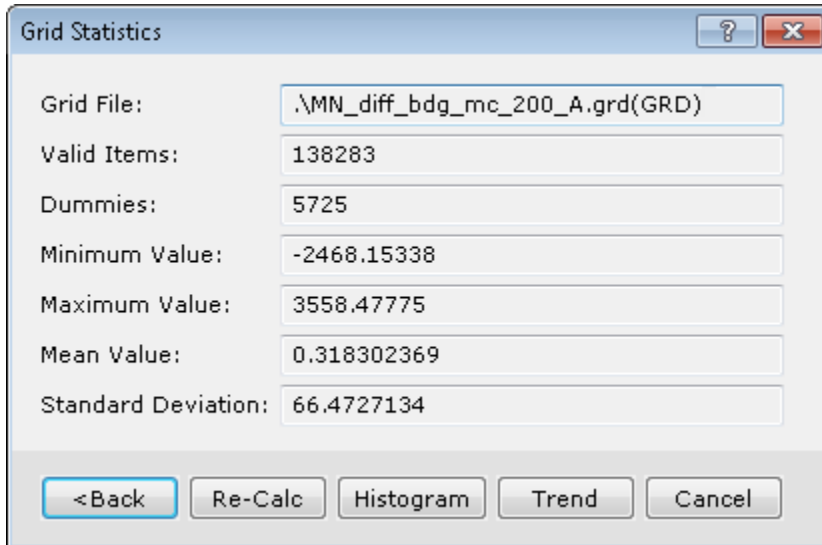 Grid Statistics
Grid File: .\MN_diff_bdg_mc_200_A.grd(GRD)
Valid Items: 138283
Dummies: 5725
Minimum Value: -2468.15338
Maximum Value: 3558.47775
Mean Value: 0.318302369
Standard Deviation: 66.4727134
<Back Re-Calc Histogram Trend Cancel